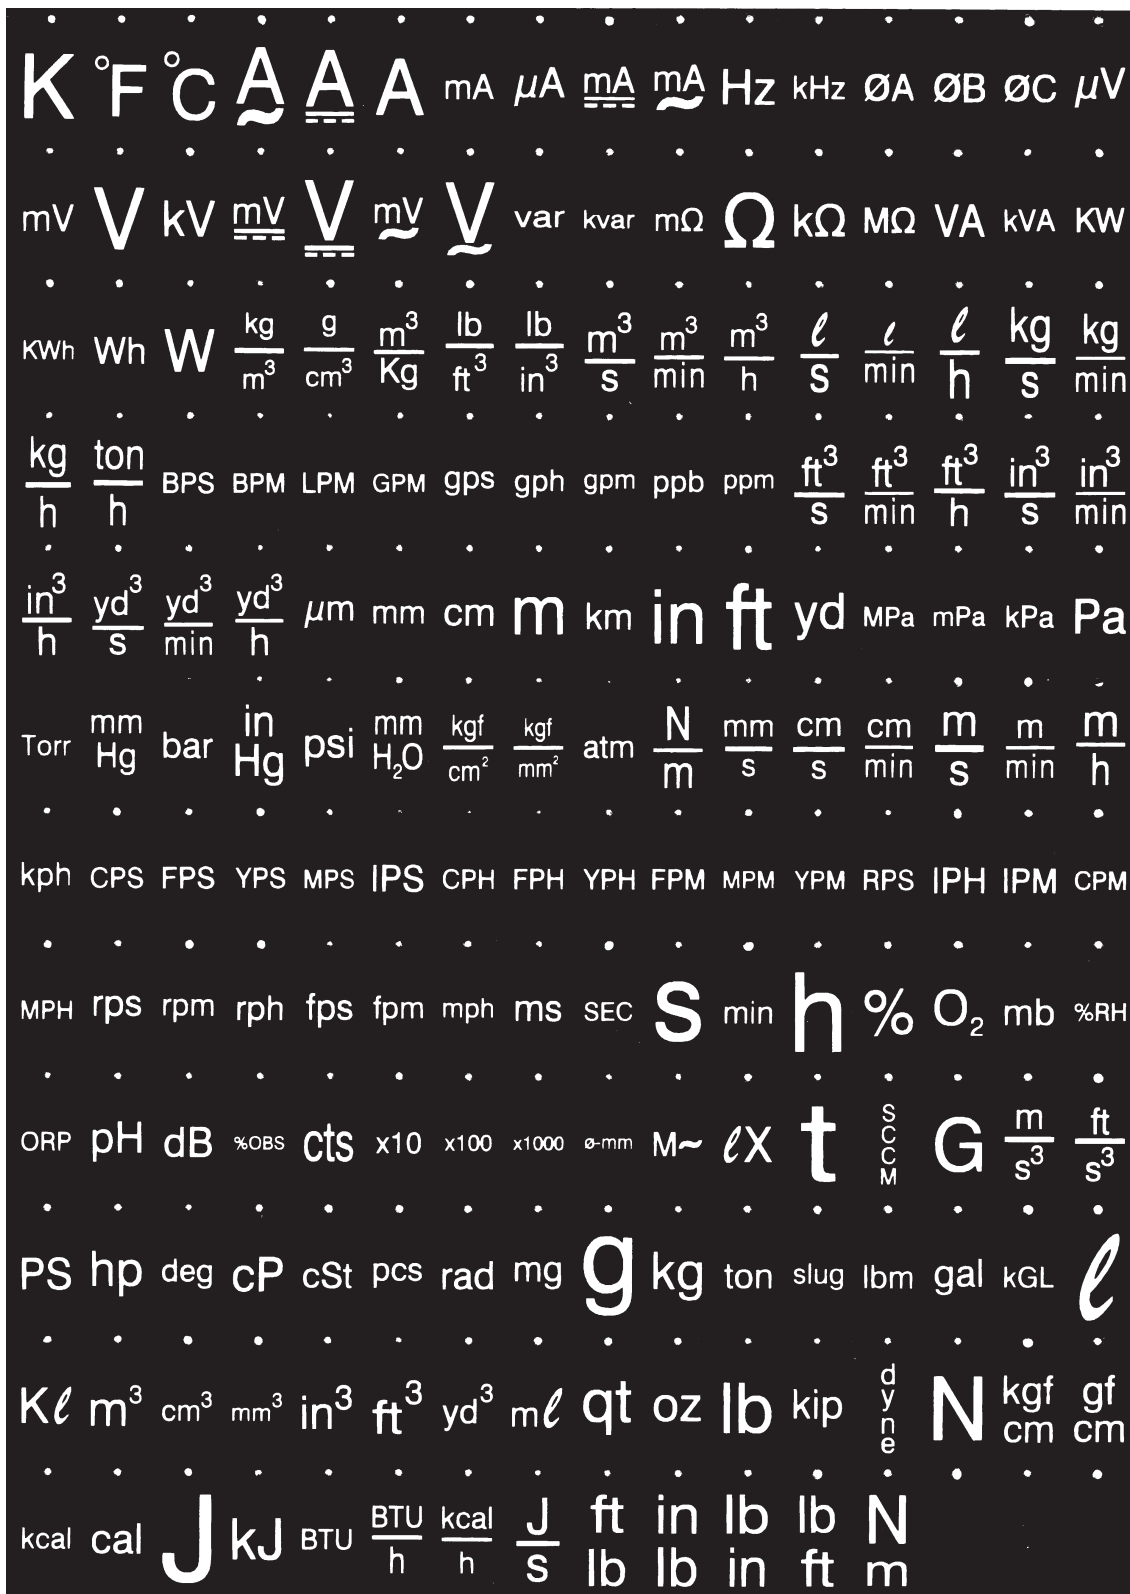 K °F °C A A A mA µA mA mA Hz kHz ØA ØB ØC µV
mV V kV mV V mV V var kvar mΩ Ω kΩ MΩ VA kVA KW
KWh Wh W kg/m³ g/cm³ m³/Kg lb/ft³ lb/in³ m³/s m³/min m³/h ℓ/s ℓ/min ℓ/h kg/s kg/min
kg/h ton/h BPS BPM LPM GPM gps gph gpm ppb ppm ft³/s ft³/min ft³/h in³/s in³/min
in³/h yd³/s yd³/min yd³/h µm mm cm m km in ft yd MPa mPa kPa Pa
Torr mm Hg bar in Hg psi mm H₂O kgf/cm² kgf/mm² atm N/m mm/s cm/s cm/min m/s m/min m/h
kph CPS FPS YPS MPS IPS CPH FPH YPH FPM MPM YPM RPS IPH IPM CPM
MPH rps rpm rph fps fpm mph ms SEC s min h % O₂ mb %RH
ORP pH dB %OBS cts x10 x100 x1000 ø-mm M~ ℓX t SCCM G m/s³ ft/s³
PS hp deg cP cSt pcs rad mg g kg ton slug lbm gal kGL ℓ
Kℓ m³ cm³ mm³ in³ ft³ yd³ mℓ qt oz lb kip dyne N kgf cm gf cm
kcal cal J kJ BTU BTU/h kcal/h J/s ft lb in lb lb in lb ft N m